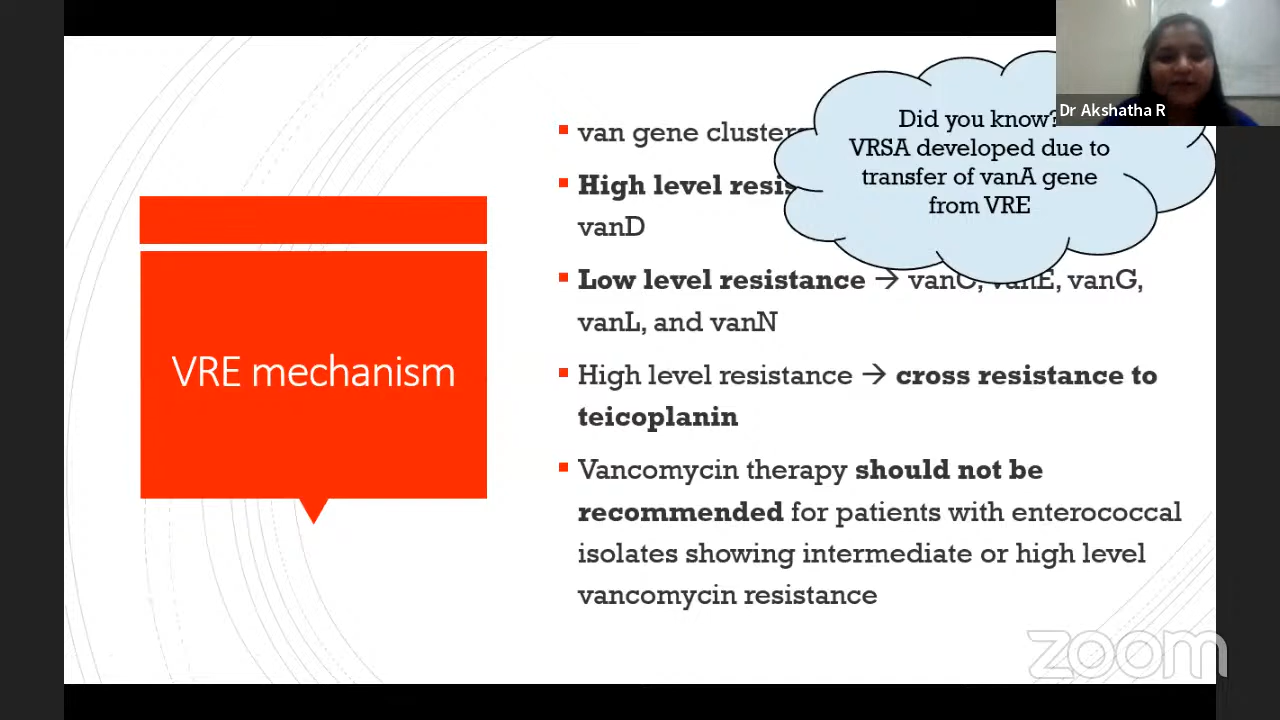 Dr Akshatha R
Did you know?
VRSA developed due to
transfer of vanA gene
from VRE
VRE mechanism
van gene clusters
High level
vanD
Low level resistance → vanC, vanE, vanG,
vanL, and vanN
High level resistance → cross resistance to
teicoplanin
Vancomycin therapy should not be
recommended for patients with enterococcal
isolates showing intermediate or high level
vancomycin resistance
zoom